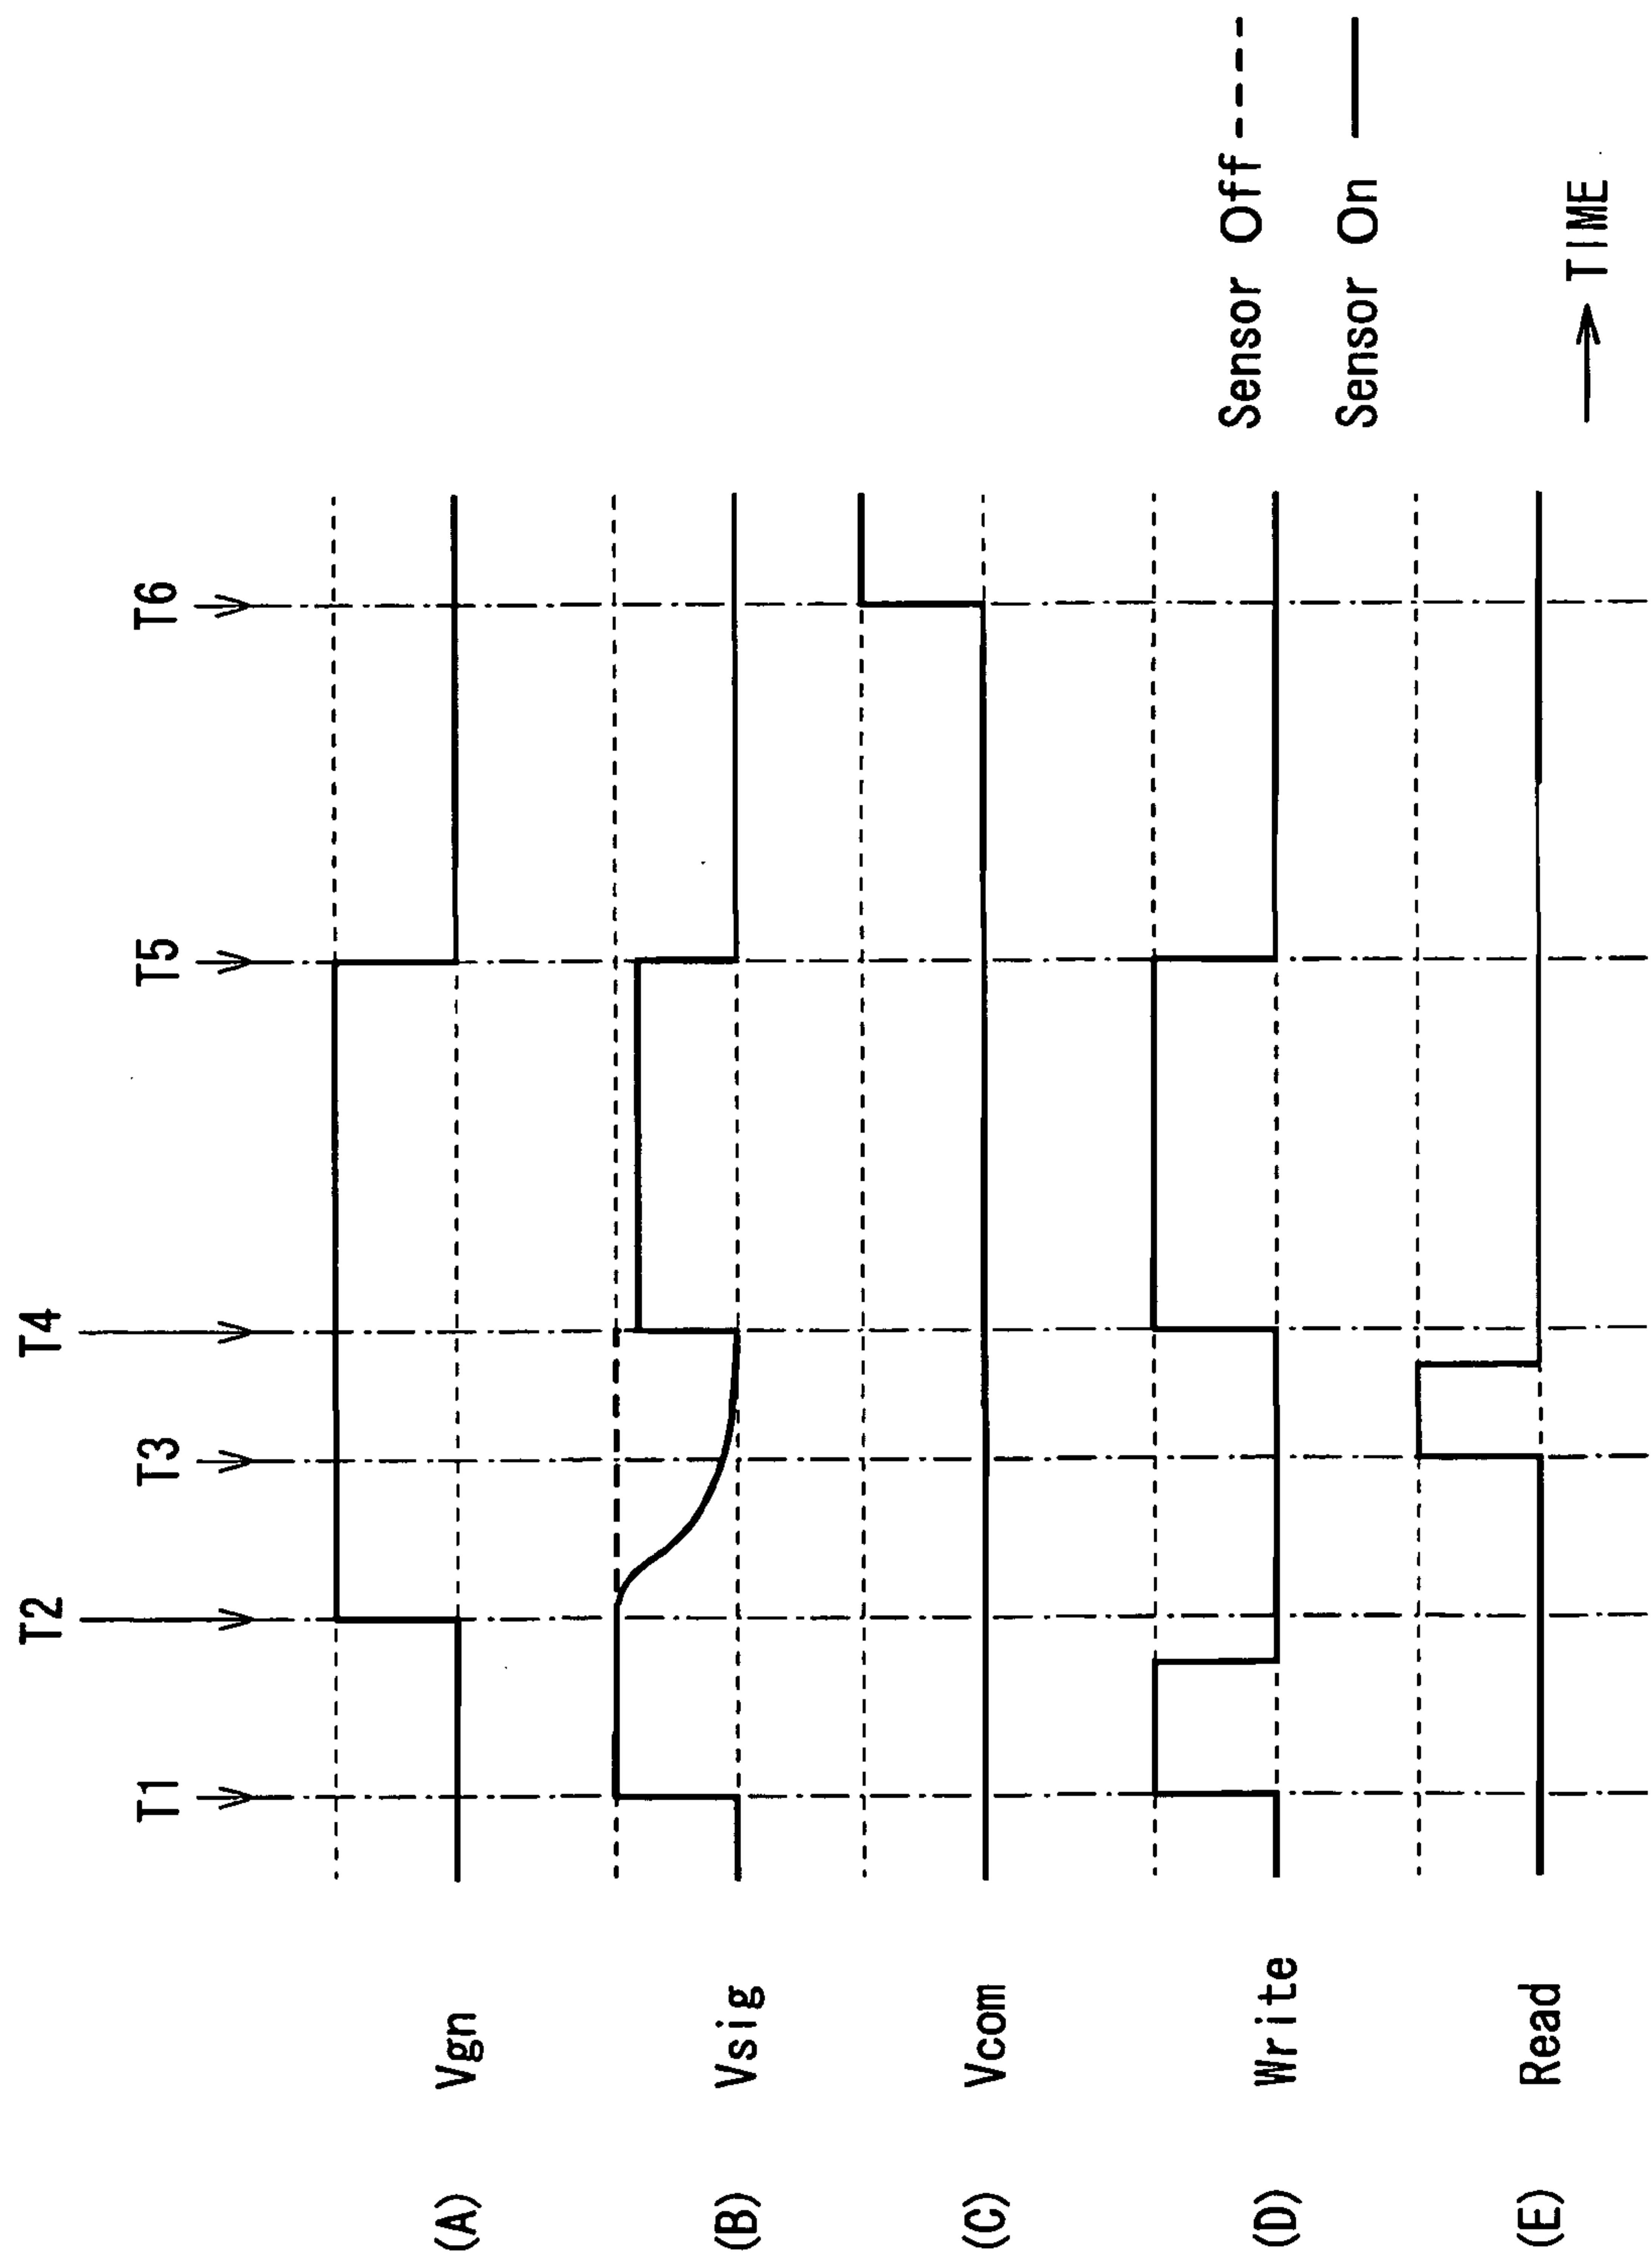 T1 T2 T3 T4 T5 T6
(A) Vgn
(B) Vsig
(C) Vcom
(D) Write
(E) Read
Sensor Off
Sensor On
TIME